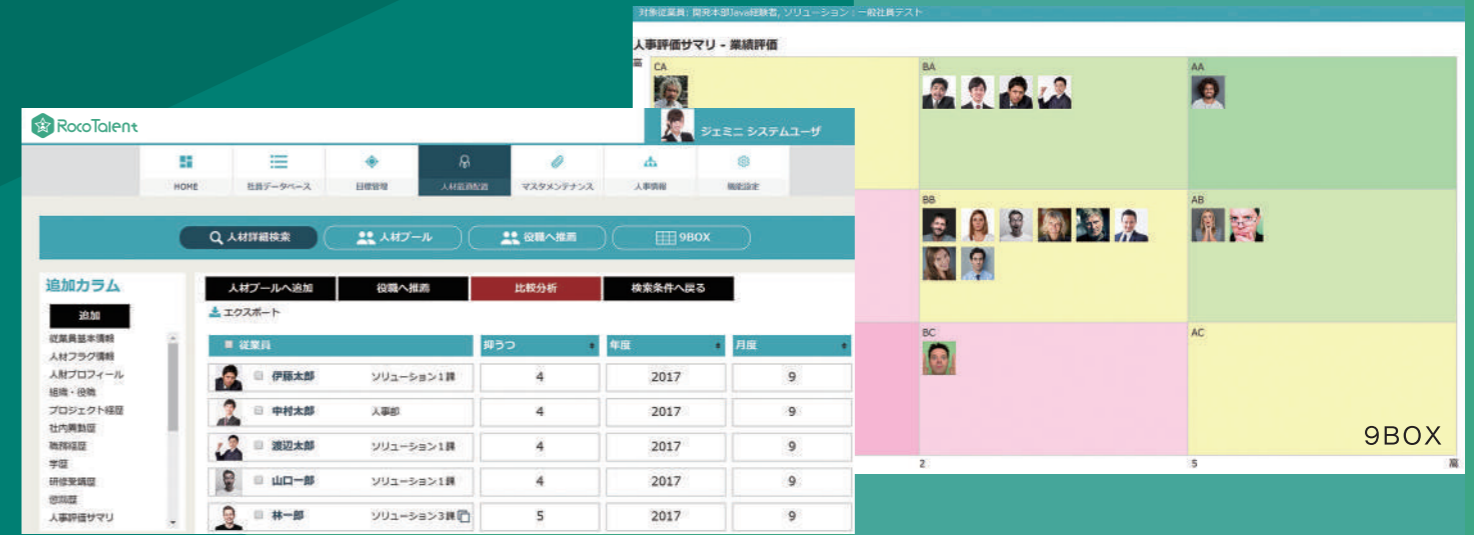 対象従業員: 開発本部Java経験者, ソリューション : 一般社員テスト
人事評価サマリ - 業績評価
高
CA
BA
AA
BB
AB
BC
AC
9BOX
2
5
高
RocoTalent
ジェミニ システムユーザ
HOME
社員データベース
目標管理
人材最適配置
マスタメンテナンス
人事情報
機能設定
人材詳細検索
人材プール
役職へ推薦
9BOX
追加カラム
追加
従業員基本情報
人材フラグ情報
人財プロフィール
組織・役職
プロジェクト経歴
社内異動歴
職務経歴
学歴
研修受講歴
懲罰歴
人事評価サマリ
人材プールへ追加
役職へ推薦
比較分析
検索条件へ戻る
エクスポート
従業員 抑うつ 年度 月度
伊藤太郎 ソリューション1課 4 2017 9
中村太郎 人事部 4 2017 9
渡辺太郎 ソリューション1課 4 2017 9
山口一郎 ソリューション1課 4 2017 9
林一郎 ソリューション3課 5 2017 9